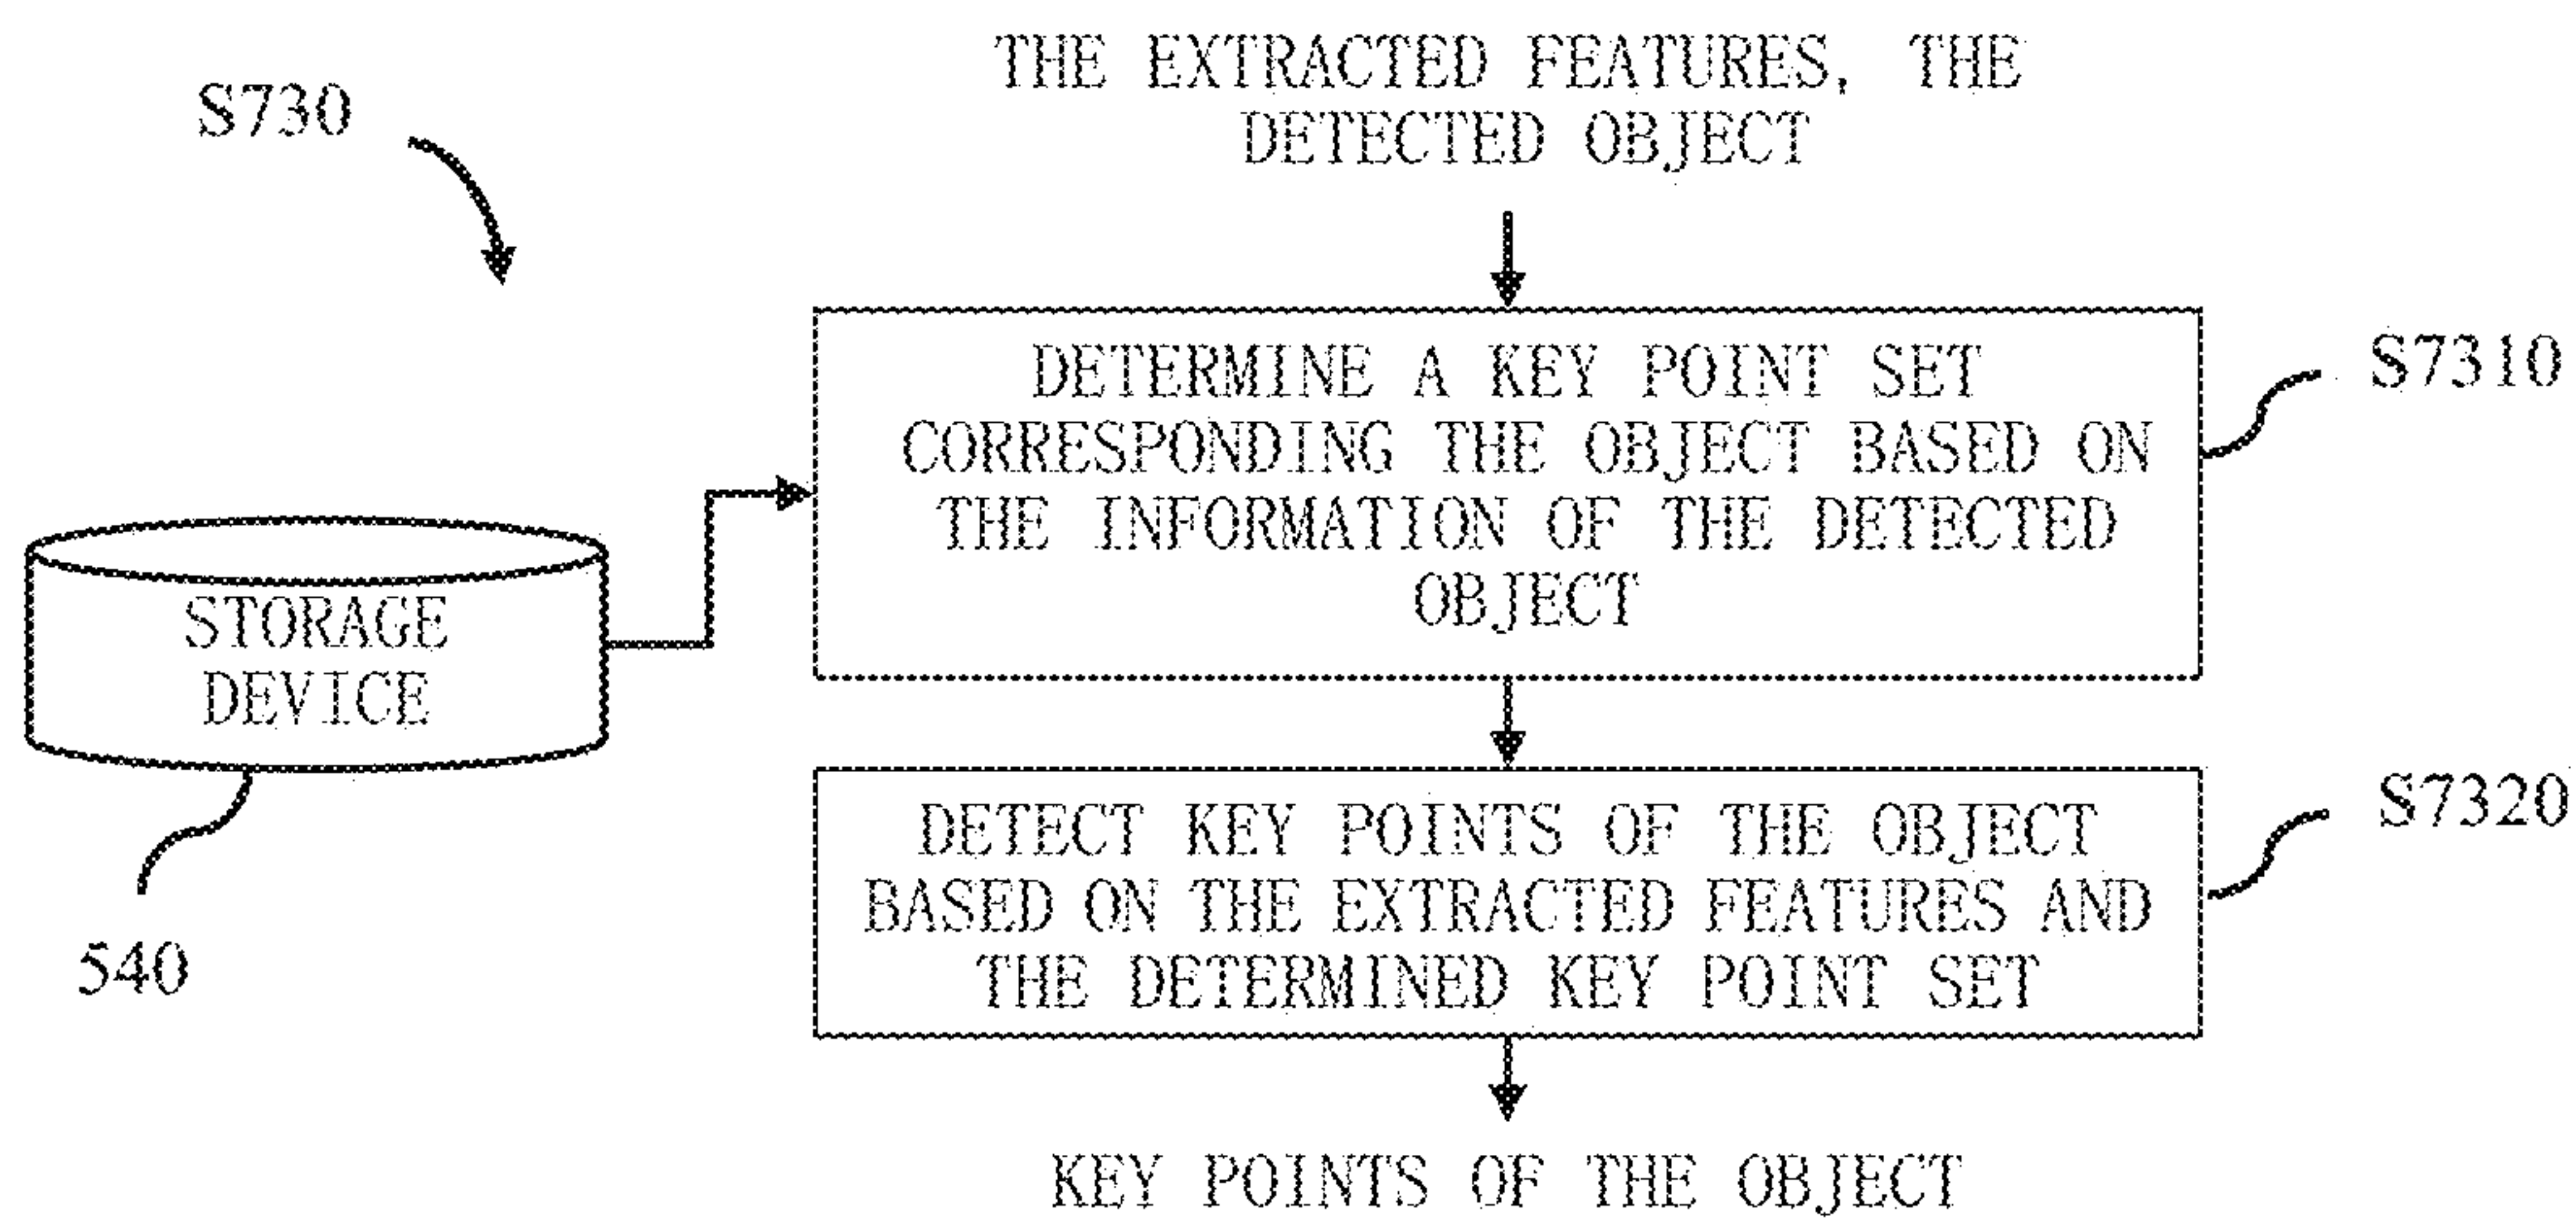 S730
THE EXTRACTED FEATURES, THE
DETECTED OBJECT
DETERMINE A KEY POINT SET
CORRESPONDING THE OBJECT BASED ON
THE INFORMATION OF THE DETECTED
OBJECT
S7310
STORAGE
DEVICE
540
DETECT KEY POINTS OF THE OBJECT
BASED ON THE EXTRACTED FEATURES AND
THE DETERMINED KEY POINT SET
S7320
KEY POINTS OF THE OBJECT